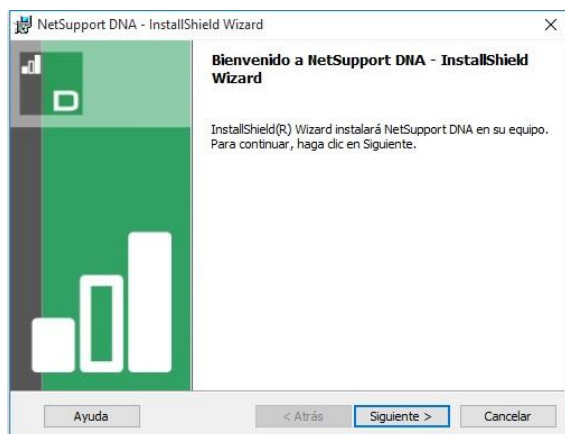 NetSupport DNA - InstallShield Wizard
D
Bienvenido a NetSupport DNA - InstallShield
Wizard
InstallShield(R) Wizard instalará NetSupport DNA en su equipo.
Para continuar, haga clic en Siguiente.
Ayuda
< Atrás
Siguiente >
Cancelar